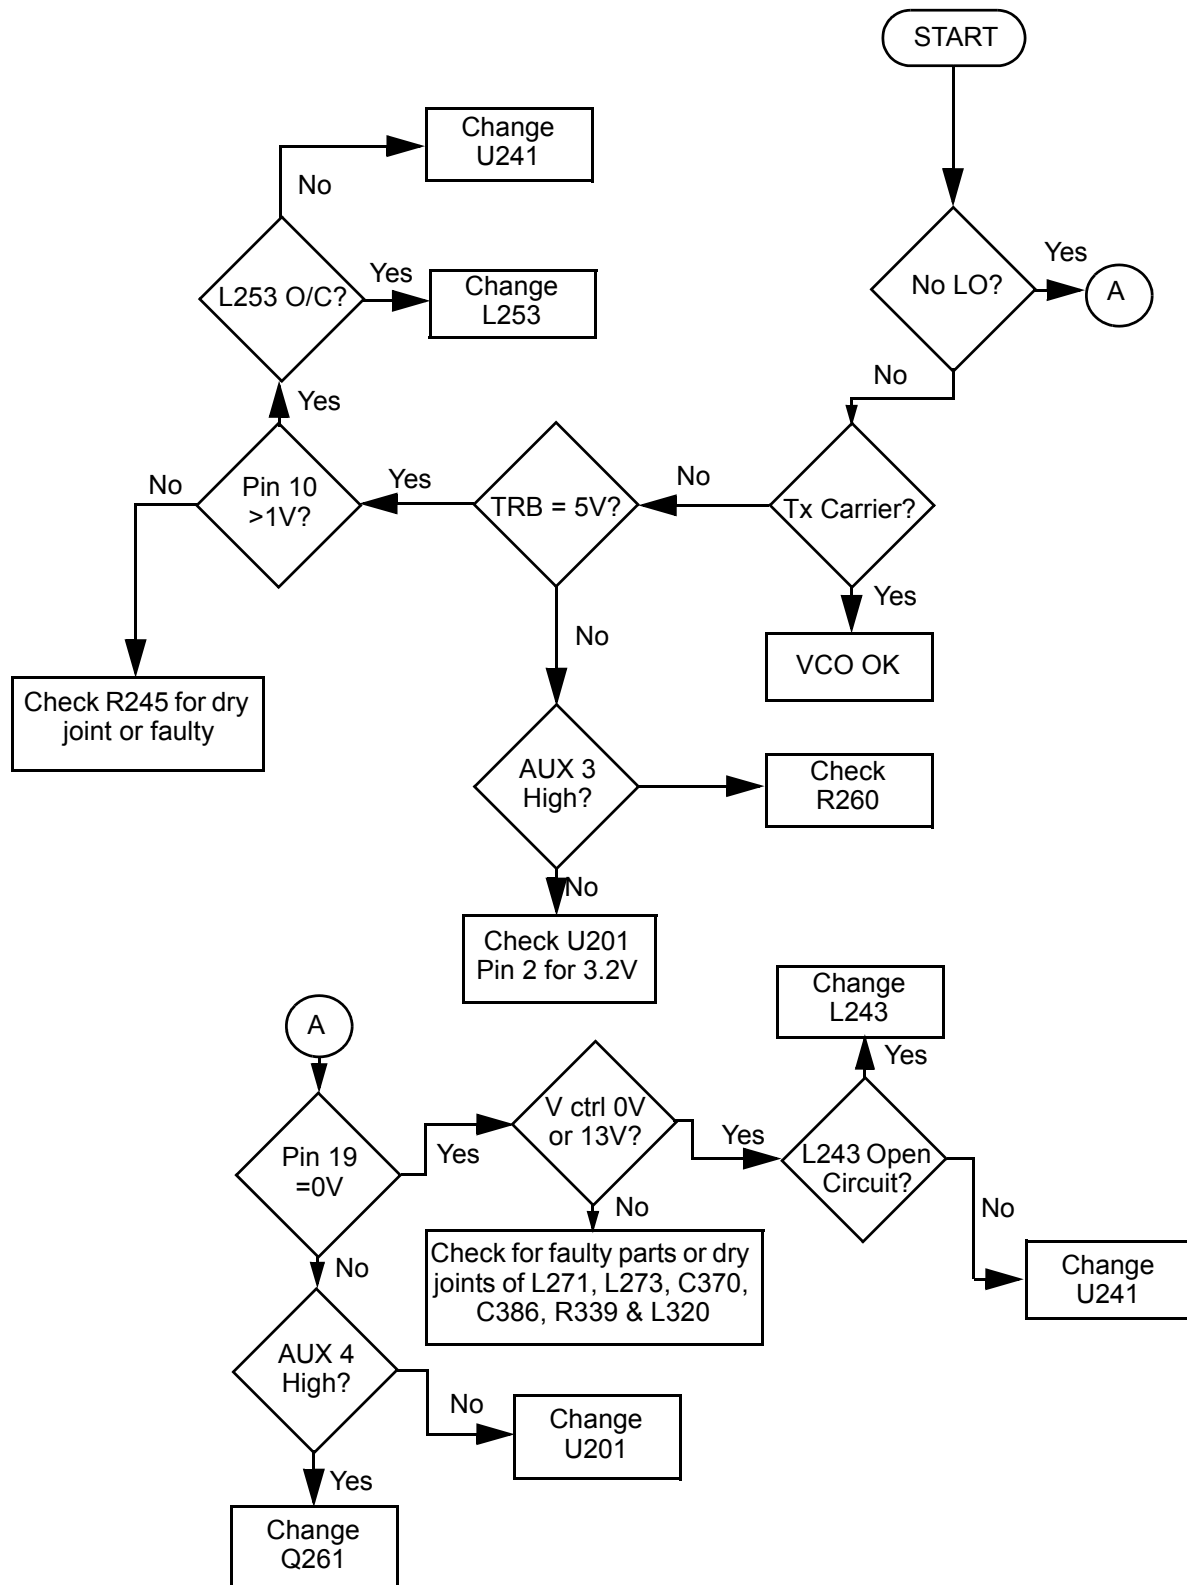 START
Change
U241
No
L253 O/C?
Yes
Change
L253
No LO?
Yes
A
No
Yes
Pin 10
>1V?
No
Yes
TRB = 5V?
No
Tx Carrier?
Yes
VCO OK
No
Check R245 for dry
joint or faulty
AUX 3
High?
Check
R260
No
Check U201
Pin 2 for 3.2V
A
Pin 19
=0V
Yes
V ctrl 0V
or 13V?
Yes
Change
L243
Yes
L243 Open
Circuit?
No
Change
U241
No
Check for faulty parts or dry
joints of L271, L273, C370,
C386, R339 & L320
No
AUX 4
High?
No
Change
U201
Yes
Change
Q261